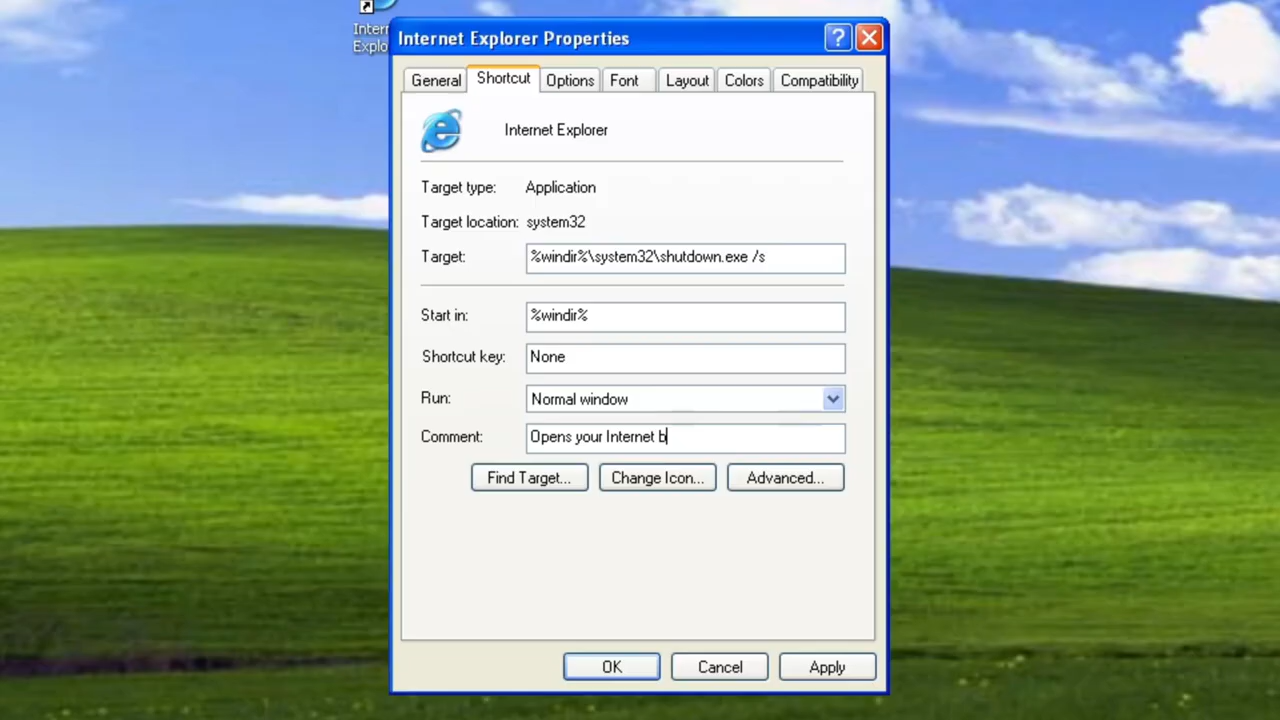 Inter
Explo
Internet Explorer Properties
General Shortcut Options Font Layout Colors Compatibility
Internet Explorer
Target type: Application
Target location: system32
Target: %windir%\system32\shutdown.exe /s
Start in: %windir%
Shortcut key: None
Run: Normal window
Comment: Opens your Internet b
Find Target... Change Icon... Advanced...
OK Cancel Apply